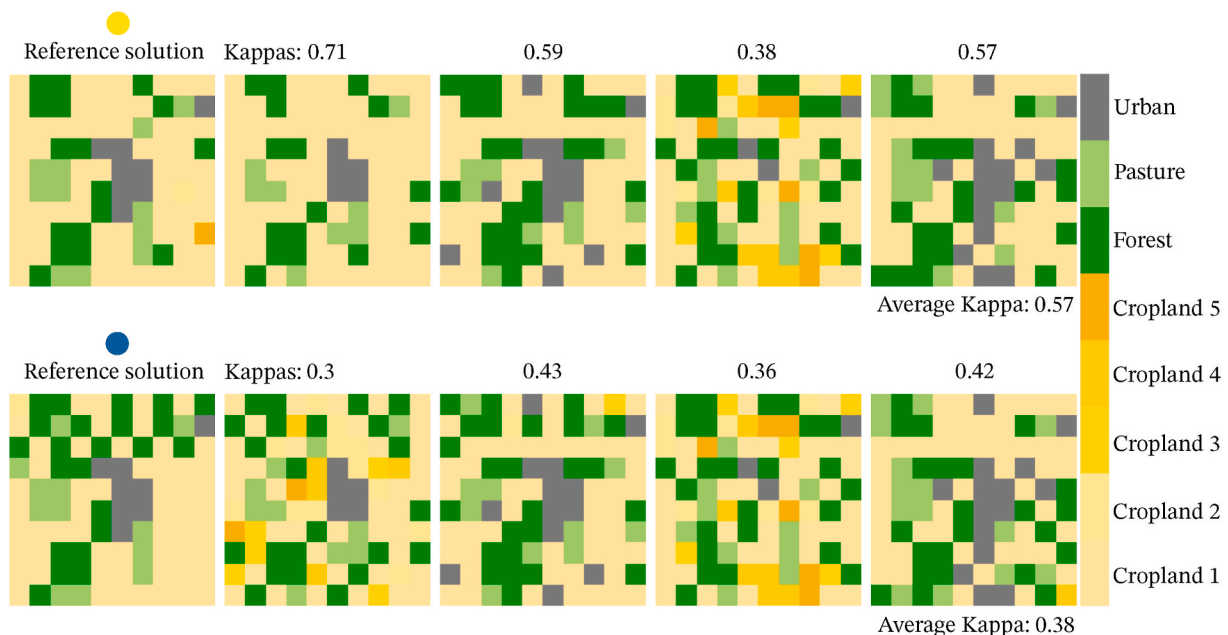 Reference solution Kappas: 0.71 0.59 0.38 0.57
Urban
Pasture
Forest
Average Kappa: 0.57
Cropland 5
Reference solution Kappas: 0.3 0.43 0.36 0.42
Cropland 4
Cropland 3
Cropland 2
Cropland 1
Average Kappa: 0.38